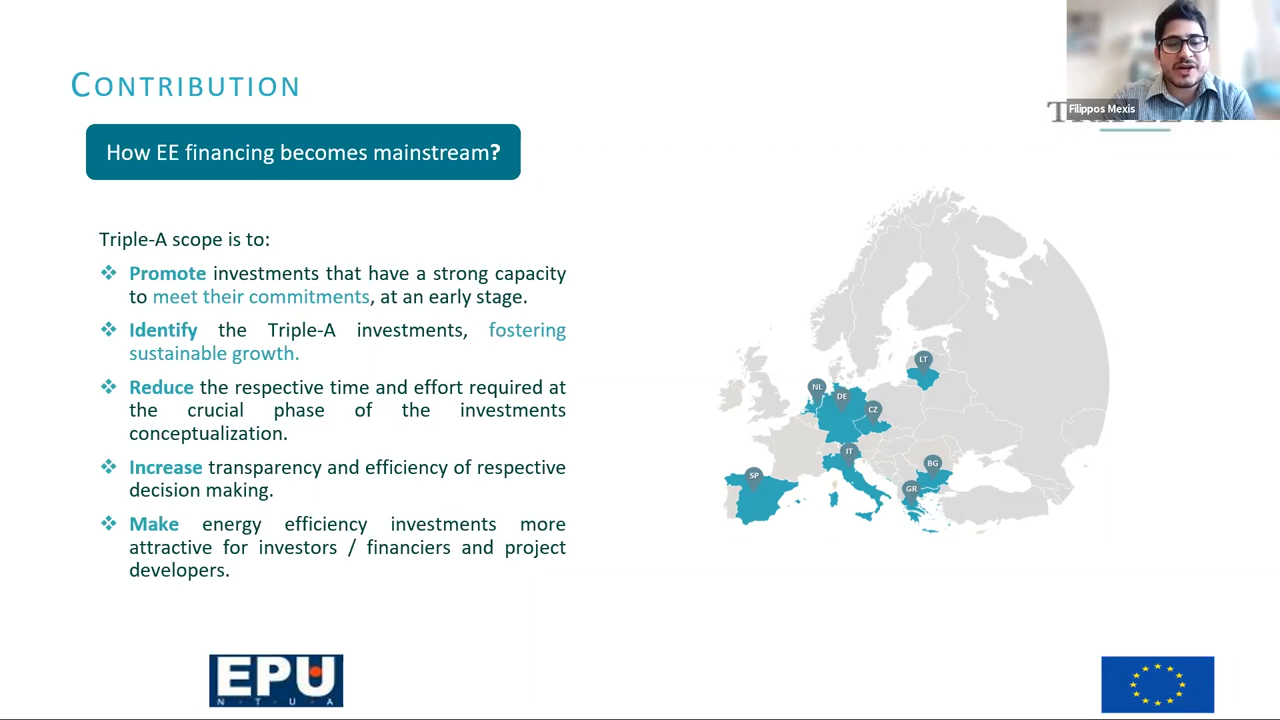 CONTRIBUTION
Filippos Mexis
How EE financing becomes mainstream?
Triple-A scope is to:
❖ Promote investments that have a strong capacity
to meet their commitments, at an early stage.
❖ Identify the Triple-A investments, fostering
sustainable growth.
❖ Reduce the respective time and effort required at
the crucial phase of the investments
conceptualization.
❖ Increase transparency and efficiency of respective
decision making.
❖ Make energy efficiency investments more
attractive for investors / financiers and project
developers.
LT
NL
DE
CZ
IT
BG
SP
GR
EPU
N T U A